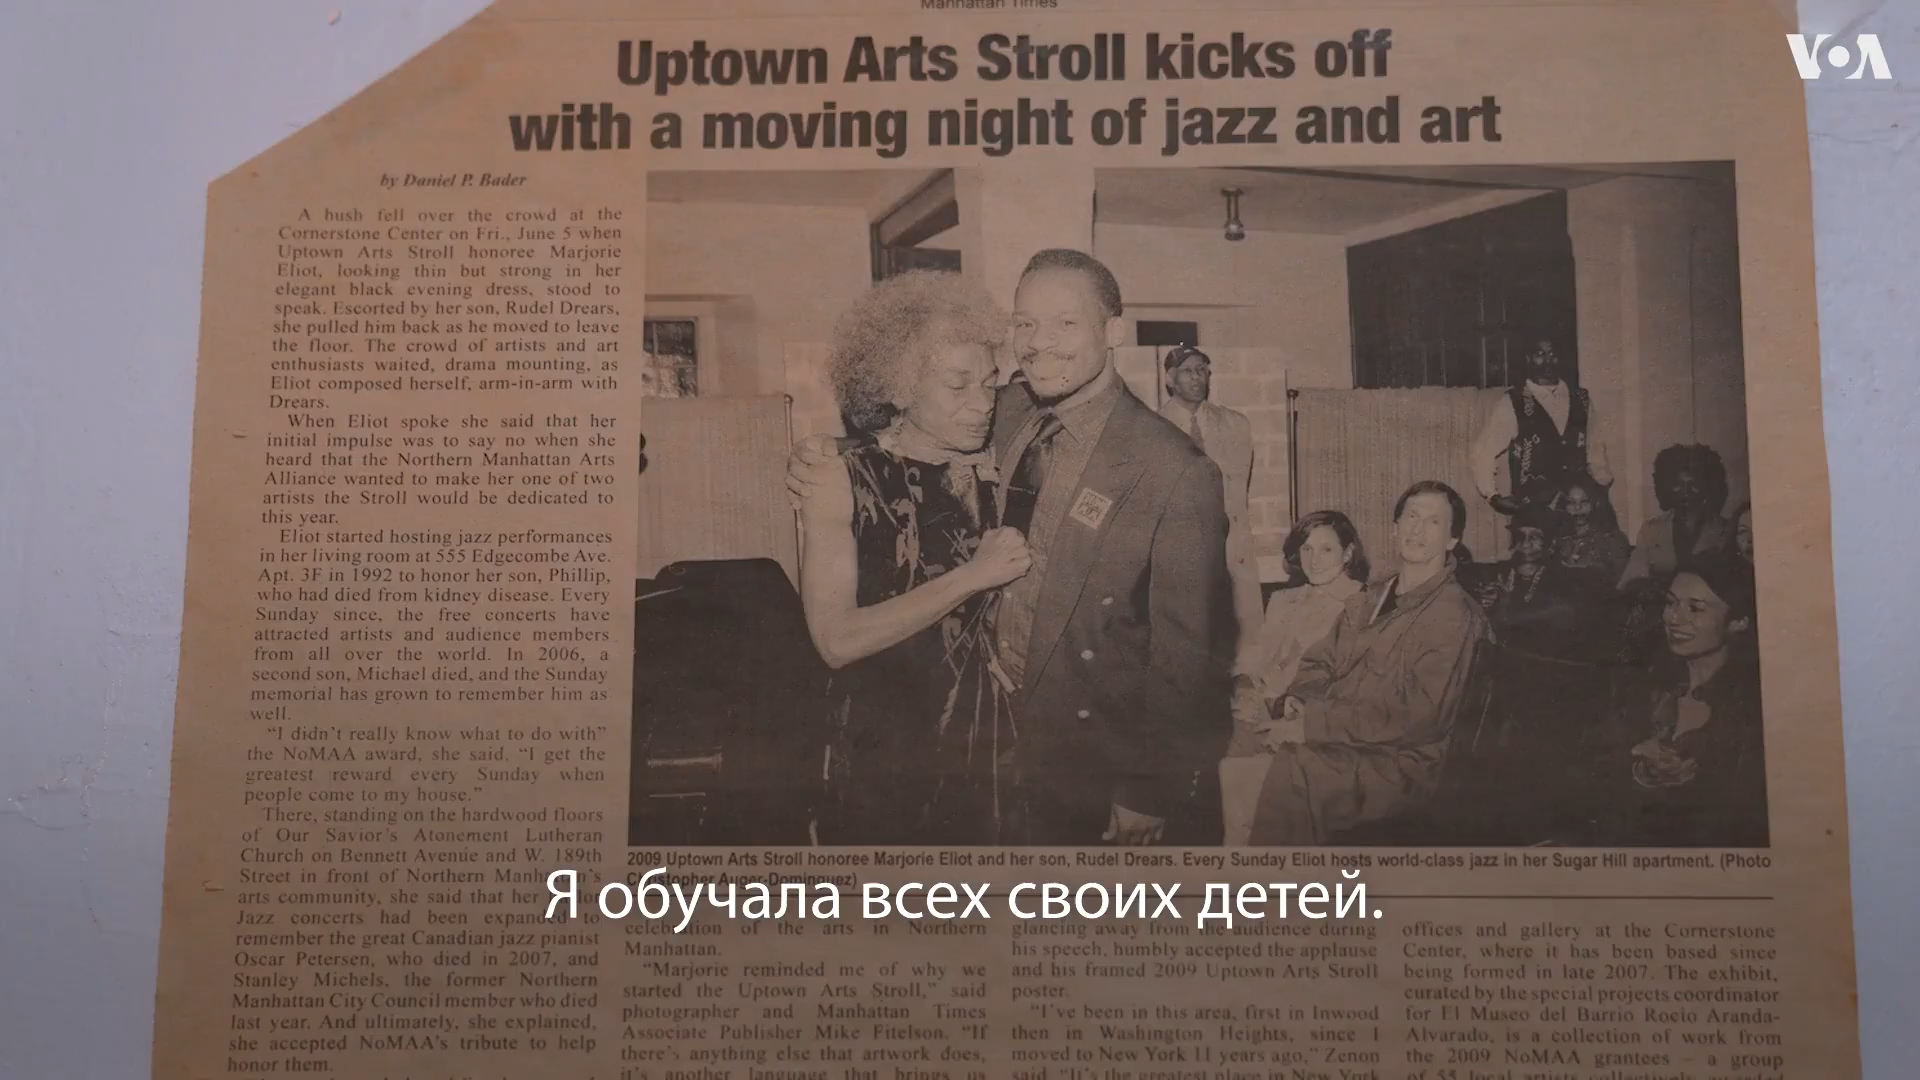 Manhattan Times
VOA
Uptown Arts Stroll kicks off
with a moving night of jazz and art
by Daniel P. Bader
A hush fell over the crowd at the
Cornerstone Center on Fri., June 5 when
Uptown Arts Stroll honoree Marjorie
Eliot, looking thin but strong in her
elegant black evening dress, stood to
speak. Escorted by her son, Rudel Drears,
she pulled him back as he moved to leave
the floor. The crowd of artists and art
enthusiasts waited, drama mounting, as
Eliot composed herself, arm-in-arm with
Drears.
When Eliot spoke she said that her
initial impulse was to say no when she
heard that the Northern Manhattan Arts
Alliance wanted to make her one of two
artists the Stroll would be dedicated to
this year.
Eliot started hosting jazz performances
in her living room at 555 Edgecombe Ave.
Apt. 3F in 1992 to honor her son, Phillip,
who had died from kidney disease. Every
Sunday since, the free concerts have
attracted artists and audience members
from all over the world. In 2006, a
second son, Michael died, and the Sunday
memorial has grown to remember him as
well.
"I didn't really know what to do with"
the NoMAA award, she said, "I get the
greatest reward every Sunday when
people come to my house."
There, standing on the hardwood floors
of Our Savior's Atonement Lutheran
Church on Bennett Avenue and W. 189th
Street in front of Northern Manhattan's
arts community, she said that her
Jazz concerts had been expanded to
remember the great Canadian jazz pianist
Oscar Petersen, who died in 2007, and
Stanley Michels, the former Northern
Manhattan City Council member who died
last year. And ultimately, she explained,
she accepted NoMAA's tribute to help
honor them.
2009 Uptown Arts Stroll honoree Marjorie Eliot and her son, Rudel Drears. Every Sunday Eliot hosts world-class jazz in her Sugar Hill apartment. (Photo
Christopher Auger-Dominguez)
Я обучала всех своих детей.
celebration of the arts in Northern
Manhattan.
"Marjorie reminded me of why we
started the Uptown Arts Stroll," said
photographer and Manhattan Times
Associate Publisher Mike Fitelson. "If
there's anything else that artwork does,
it's another language that brings us
glancing away from the audience during
his speech, humbly accepted the applause
and his framed 2009 Uptown Arts Stroll
poster.
"I've been in this area, first in Inwood
then in Washington Heights, since I
moved to New York 11 years ago," Zenon
said. "It's the greatest place in New York
offices and gallery at the Cornerstone
Center, where it has been based since
being formed in late 2007. The exhibit,
curated by the special projects coordinator
for El Museo del Barrio Rocio Aranda-
Alvarado, is a collection of work from
the 2009 NoMAA grantees – a group
of 55 local artists collectively